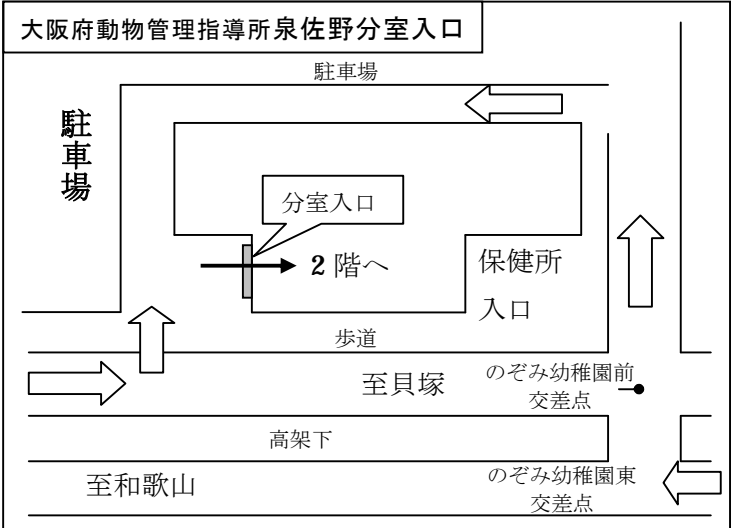 大阪府動物管理指導所泉佐野分室入口
駐車場
駐車場
分室入口
2 階へ
保健所
入口
歩道
至貝塚
のぞみ幼稚園前
交差点
高架下
至和歌山
のぞみ幼稚園東
交差点